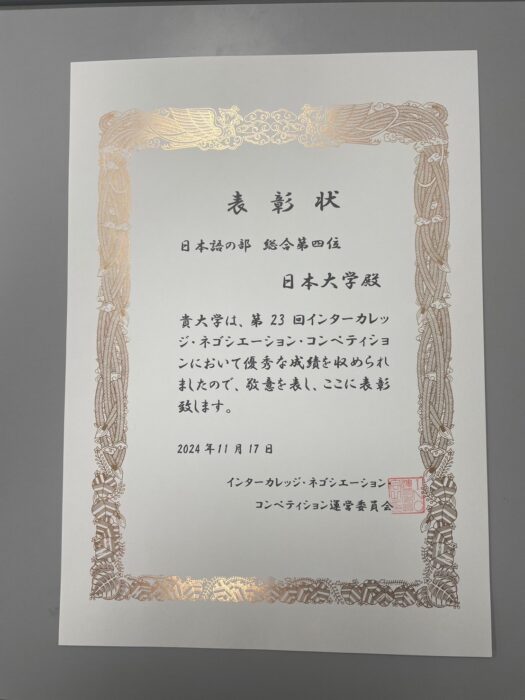 表彰状
日本語の部 総合第四位
日本大学殿
貴大学は、第 23 回インターカレッ
ジ・ネゴシエーション・コンペティショ
ンにおいて優秀な成績を収められ
ましたので、敬意を表し、ここに表彰
致します。
2024 年 11 月 17 日
インターカレッジ・ネゴシエーション・
コンペティション運営委員会